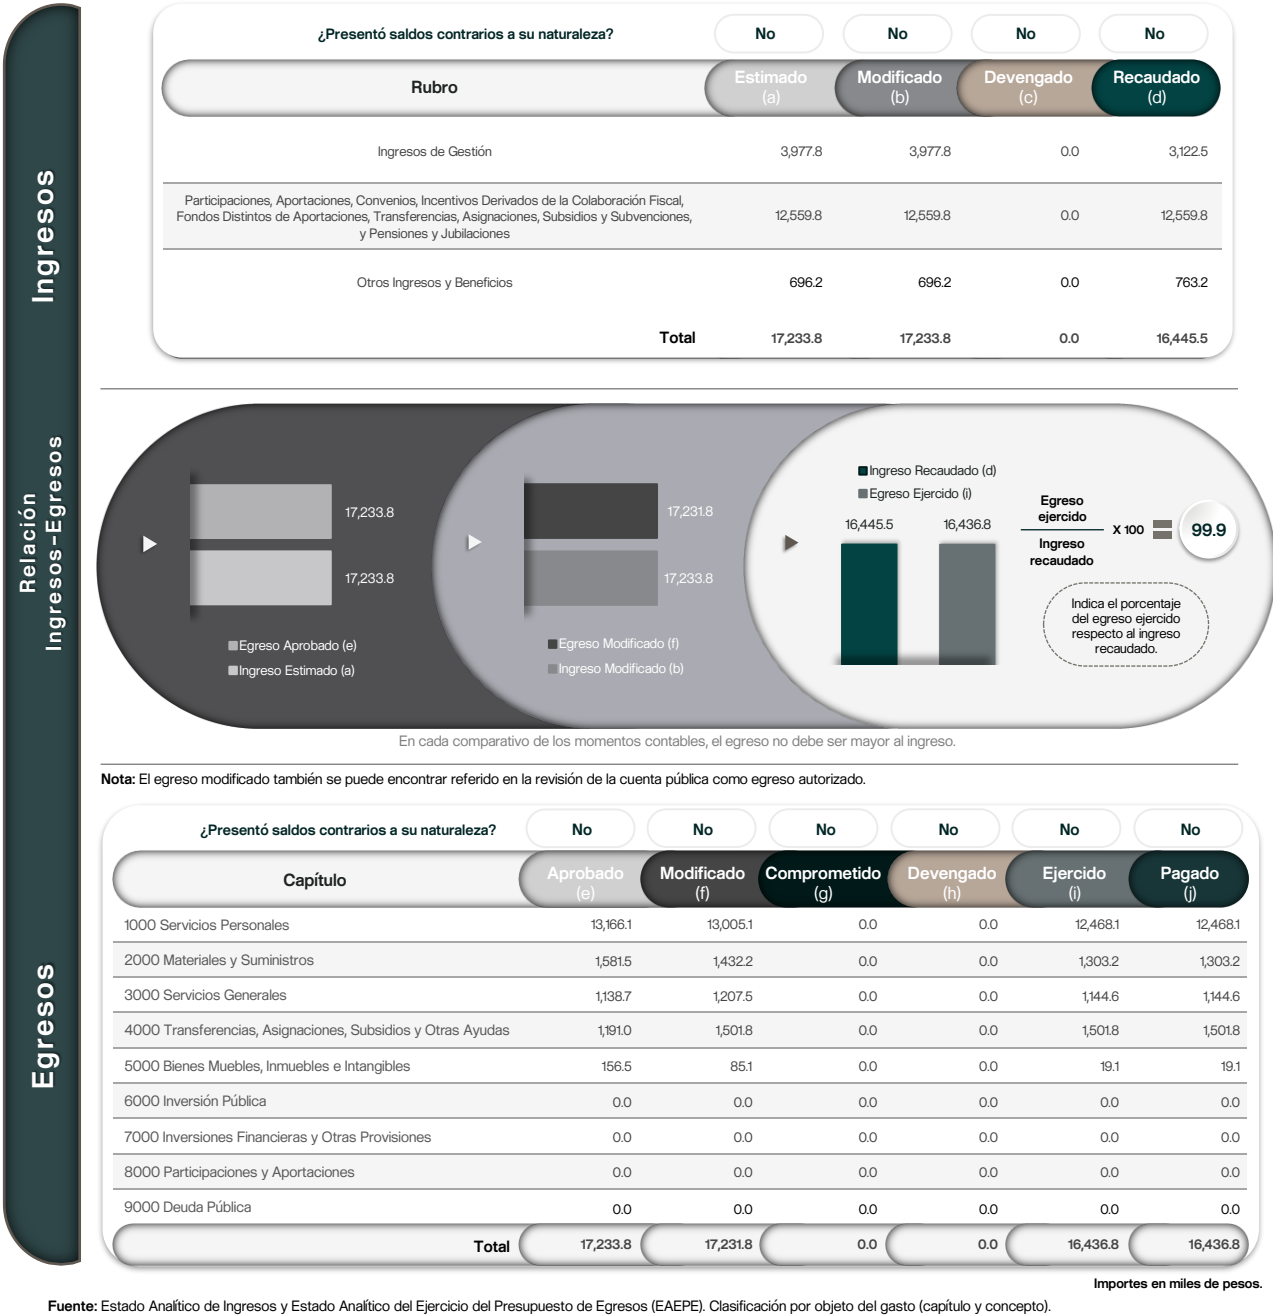 Ingresos
¿Presentó saldos contrarios a su naturaleza? No No No No
Rubro Estimado (a) Modificado (b) Devengado (c) Recaudado (d)
Ingresos de Gestión 3,977.8 3,977.8 0.0 3,122.5
Participaciones, Aportaciones, Convenios, Incentivos Derivados de la Colaboración Fiscal,
Fondos Distintos de Aportaciones, Transferencias, Asignaciones, Subsidios y Subvenciones, 12,559.8 12,559.8 0.0 12,559.8
y Pensiones y Jubilaciones
Otros Ingresos y Beneficios 696.2 696.2 0.0 763.2
Total 17,233.8 17,233.8 0.0 16,445.5
Relación
Ingresos-Egresos
17,233.8
17,233.8
Egreso Aprobado (e)
Ingreso Estimado (a)
17,231.8
17,233.8
Egreso Modificado (f)
Ingreso Modificado (b)
Ingreso Recaudado (d)
Egreso Ejercido (i)
16,445.5 16,436.8
Egreso
ejercido
Ingreso
recaudado
X 100
99.9
Indica el porcentaje
del egreso ejercido
respecto al ingreso
recaudado.
En cada comparativo de los momentos contables, el egreso no debe ser mayor al ingreso.
Nota: El egreso modificado también se puede encontrar referido en la revisión de la cuenta pública como egreso autorizado.
Egresos
¿Presentó saldos contrarios a su naturaleza? No No No No No No
Capítulo Aprobado (e) Modificado (f) Comprometido (g) Devengado (h) Ejercido (i) Pagado (j)
1000 Servicios Personales 13,166.1 13,005.1 0.0 0.0 12,468.1 12,468.1
2000 Materiales y Suministros 1,581.5 1,432.2 0.0 0.0 1,303.2 1,303.2
3000 Servicios Generales 1,138.7 1,207.5 0.0 0.0 1,144.6 1,144.6
4000 Transferencias, Asignaciones, Subsidios y Otras Ayudas 1,191.0 1,501.8 0.0 0.0 1,501.8 1,501.8
5000 Bienes Muebles, Inmuebles e Intangibles 156.5 85.1 0.0 0.0 19.1 19.1
6000 Inversión Pública 0.0 0.0 0.0 0.0 0.0 0.0
7000 Inversiones Financieras y Otras Provisiones 0.0 0.0 0.0 0.0 0.0 0.0
8000 Participaciones y Aportaciones 0.0 0.0 0.0 0.0 0.0 0.0
9000 Deuda Pública 0.0 0.0 0.0 0.0 0.0 0.0
Total 17,233.8 17,231.8 0.0 0.0 16,436.8 16,436.8
Importes en miles de pesos.
Fuente: Estado Analítico de Ingresos y Estado Analítico del Ejercicio del Presupuesto de Egresos (EAEPE). Clasificación por objeto del gasto (capítulo y concepto).